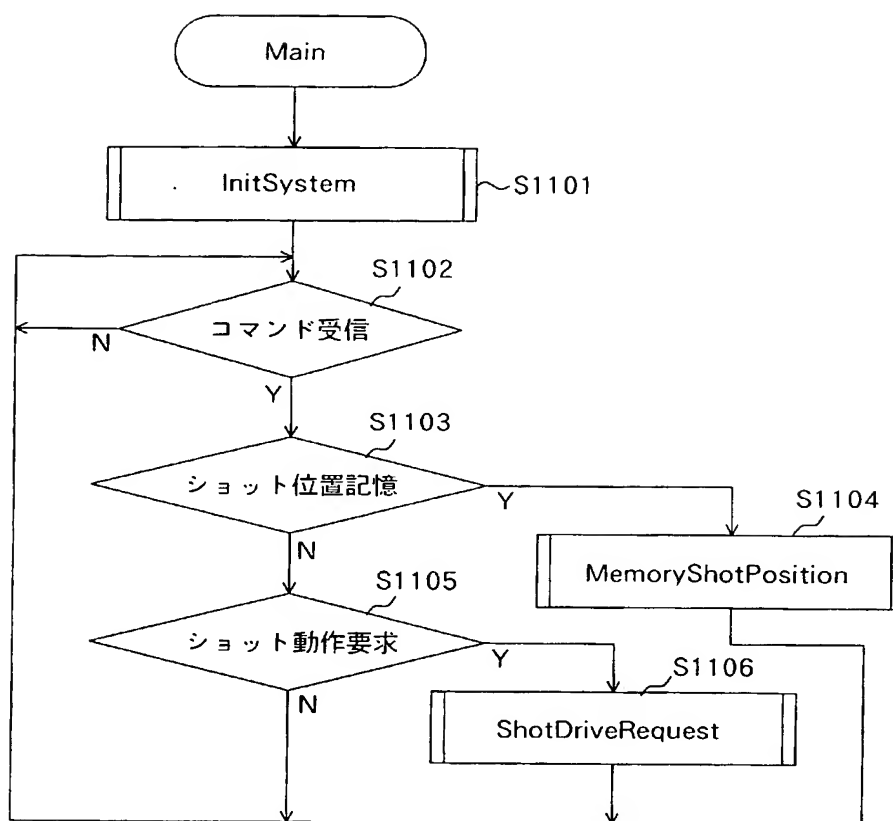 Main
InitSystem
S1101
S1102
コマンド受信
N
Y
S1103
ショット位置記憶
Y
N
S1104
MemoryShotPosition
S1105
ショット動作要求
Y
N
S1106
ShotDriveRequest